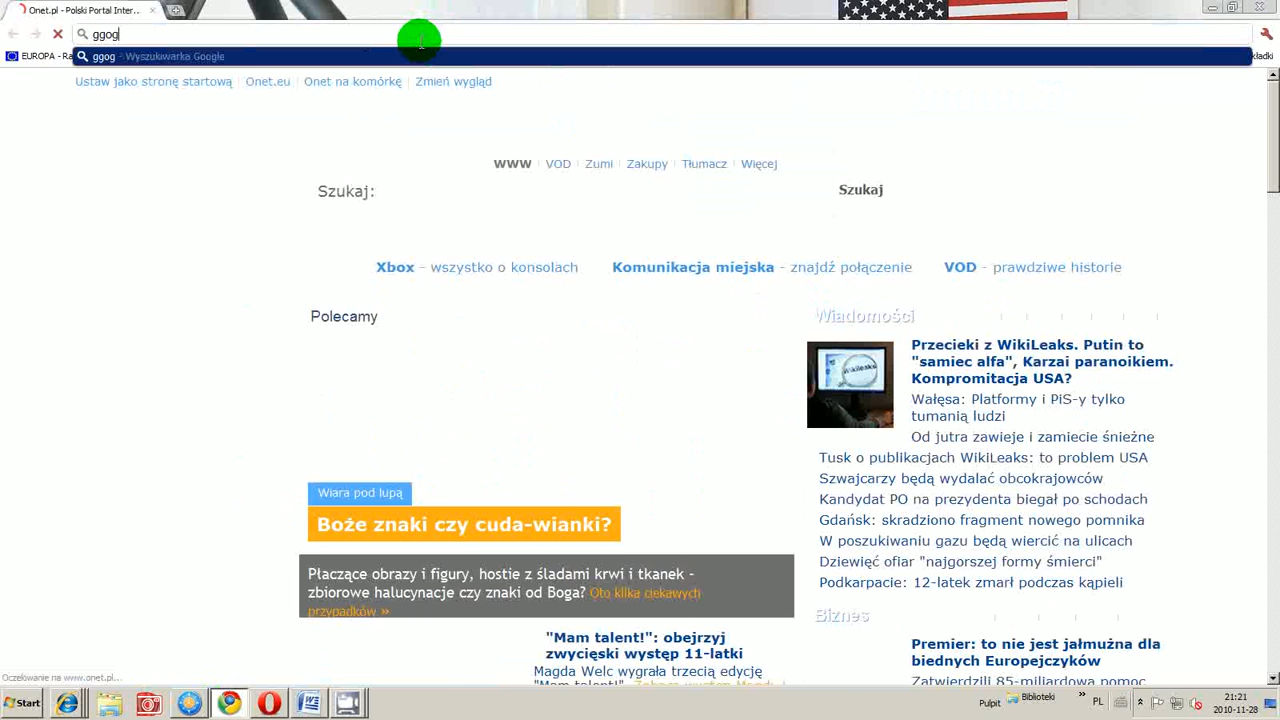 Onet.pl - Polski Portal Inter...
ggog
EUROPA - Ra
ggog - Wyszukiwarka Google
kładki
Ustaw jako stronę startową Onet.eu Onet na komórkę Zmień wygląd
WWW VOD Zumi Zakupy Tłumacz Więcej
Szukaj: Szukaj
Xbox - wszystko o konsolach Komunikacja miejska - znajdź połączenie VOD - prawdziwe historie
Polecamy
Wiara pod lupą
Boże znaki czy cuda-wianki?
Płaczące obrazy i figury, hostie z śladami krwi i tkanek -
zbiorowe halucynacje czy znaki od Boga? Oto kilka ciekawych
przypadków »
"Mam talent!": obejrzyj
zwycięski występ 11-latki
Magda Welc wygrała trzecią edycję
Wiadomości
Przecieki z WikiLeaks. Putin to
"samiec alfa", Karzai paranoikiem.
Kompromitacja USA?
Wałęsa: Platformy i PiS-y tylko
tumanią ludzi
Od jutra zawieje i zamiecie śnieżne
Tusk o publikacjach WikiLeaks: to problem USA
Szwajcarzy będą wydalać obcokrajowców
Kandydat PO na prezydenta biegał po schodach
Gdańsk: skradziono fragment nowego pomnika
W poszukiwaniu gazu będą wiercić na ulicach
Dziewięć ofiar "najgorszej formy śmierci"
Podkarpacie: 12-latek zmarł podczas kąpieli
Biznes
Premier: to nie jest jałmużna dla
biednych Europejczyków
Zatwierdzili 85-miliardową pomoc
Oczekiwanie na www.onet.pl...
Start
Pulpit
Biblioteki
»
PL
21:21
2010-11-28